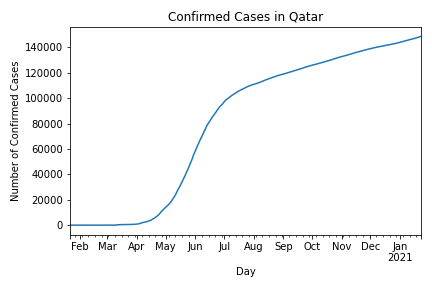 Confirmed Cases in Qatar
Number of Confirmed Cases
140000
120000
100000
80000
60000
40000
20000
0
Feb Mar Apr May Jun Jul Aug Sep Oct Nov Dec Jan
2021
Day